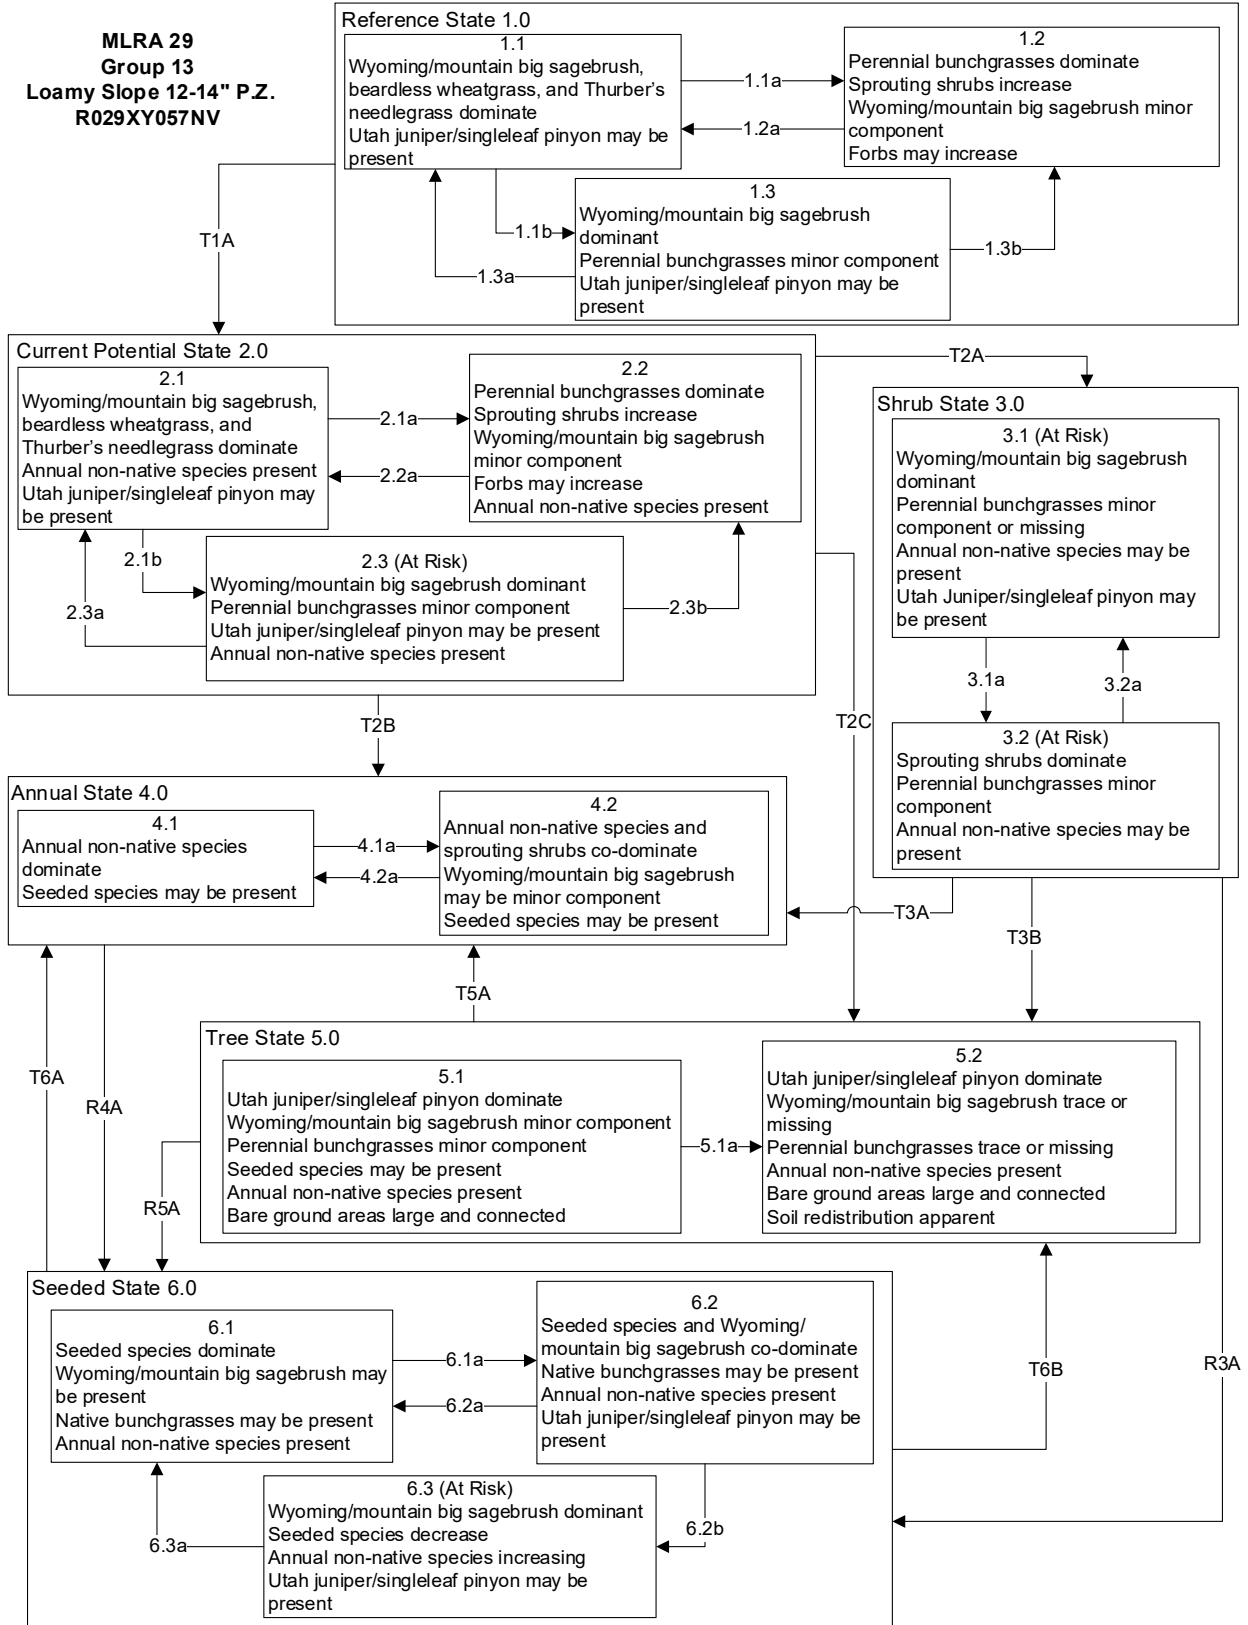 MLRA 29
Group 13
Loamy Slope 12-14" P.Z.
R029XY057NV
Reference State 1.0
1.1
Wyoming/mountain big sagebrush,
beardless wheatgrass, and Thurber's
needlegrass dominate
Utah juniper/singleleaf pinyon may be
present
1.1a
1.2a
1.2
Perennial bunchgrasses dominate
Sprouting shrubs increase
Wyoming/mountain big sagebrush minor
component
Forbs may increase
1.3
Wyoming/mountain big sagebrush
dominant
Perennial bunchgrasses minor component
Utah juniper/singleleaf pinyon may be
present
1.1b
1.3a
1.3b
T1A
Current Potential State 2.0
2.1
Wyoming/mountain big sagebrush,
beardless wheatgrass, and
Thurber's needlegrass dominate
Annual non-native species present
Utah juniper/singleleaf pinyon may
be present
2.1a
2.2a
2.2
Perennial bunchgrasses dominate
Sprouting shrubs increase
Wyoming/mountain big sagebrush
minor component
Forbs may increase
Annual non-native species present
2.1b
2.3a
2.3 (At Risk)
Wyoming/mountain big sagebrush dominant
Perennial bunchgrasses minor component
Utah juniper/singleleaf pinyon may be present
Annual non-native species present
2.3b
T2A
T2B
T2C
Shrub State 3.0
3.1 (At Risk)
Wyoming/mountain big sagebrush
dominant
Perennial bunchgrasses minor
component or missing
Annual non-native species may be
present
Utah Juniper/singleleaf pinyon may
be present
3.1a
3.2a
3.2 (At Risk)
Sprouting shrubs dominate
Perennial bunchgrasses minor
component
Annual non-native species may be
present
T3A
T3B
R3A
Annual State 4.0
4.1
Annual non-native species
dominate
Seeded species may be present
4.1a
4.2a
4.2
Annual non-native species and
sprouting shrubs co-dominate
Wyoming/mountain big sagebrush
may be minor component
Seeded species may be present
T6A
R4A
T5A
Tree State 5.0
5.1
Utah juniper/singleleaf pinyon dominate
Wyoming/mountain big sagebrush minor component
Perennial bunchgrasses minor component
Seeded species may be present
Annual non-native species present
Bare ground areas large and connected
5.1a
5.2
Utah juniper/singleleaf pinyon dominate
Wyoming/mountain big sagebrush trace or
missing
Perennial bunchgrasses trace or missing
Annual non-native species present
Bare ground areas large and connected
Soil redistribution apparent
R5A
T6B
Seeded State 6.0
6.1
Seeded species dominate
Wyoming/mountain big sagebrush may
be present
Native bunchgrasses may be present
Annual non-native species present
6.1a
6.2a
6.2
Seeded species and Wyoming/
mountain big sagebrush co-dominate
Native bunchgrasses may be present
Annual non-native species present
Utah juniper/singleleaf pinyon may be
present
6.3a
6.2b
6.3 (At Risk)
Wyoming/mountain big sagebrush dominant
Seeded species decrease
Annual non-native species increasing
Utah juniper/singleleaf pinyon may be
present